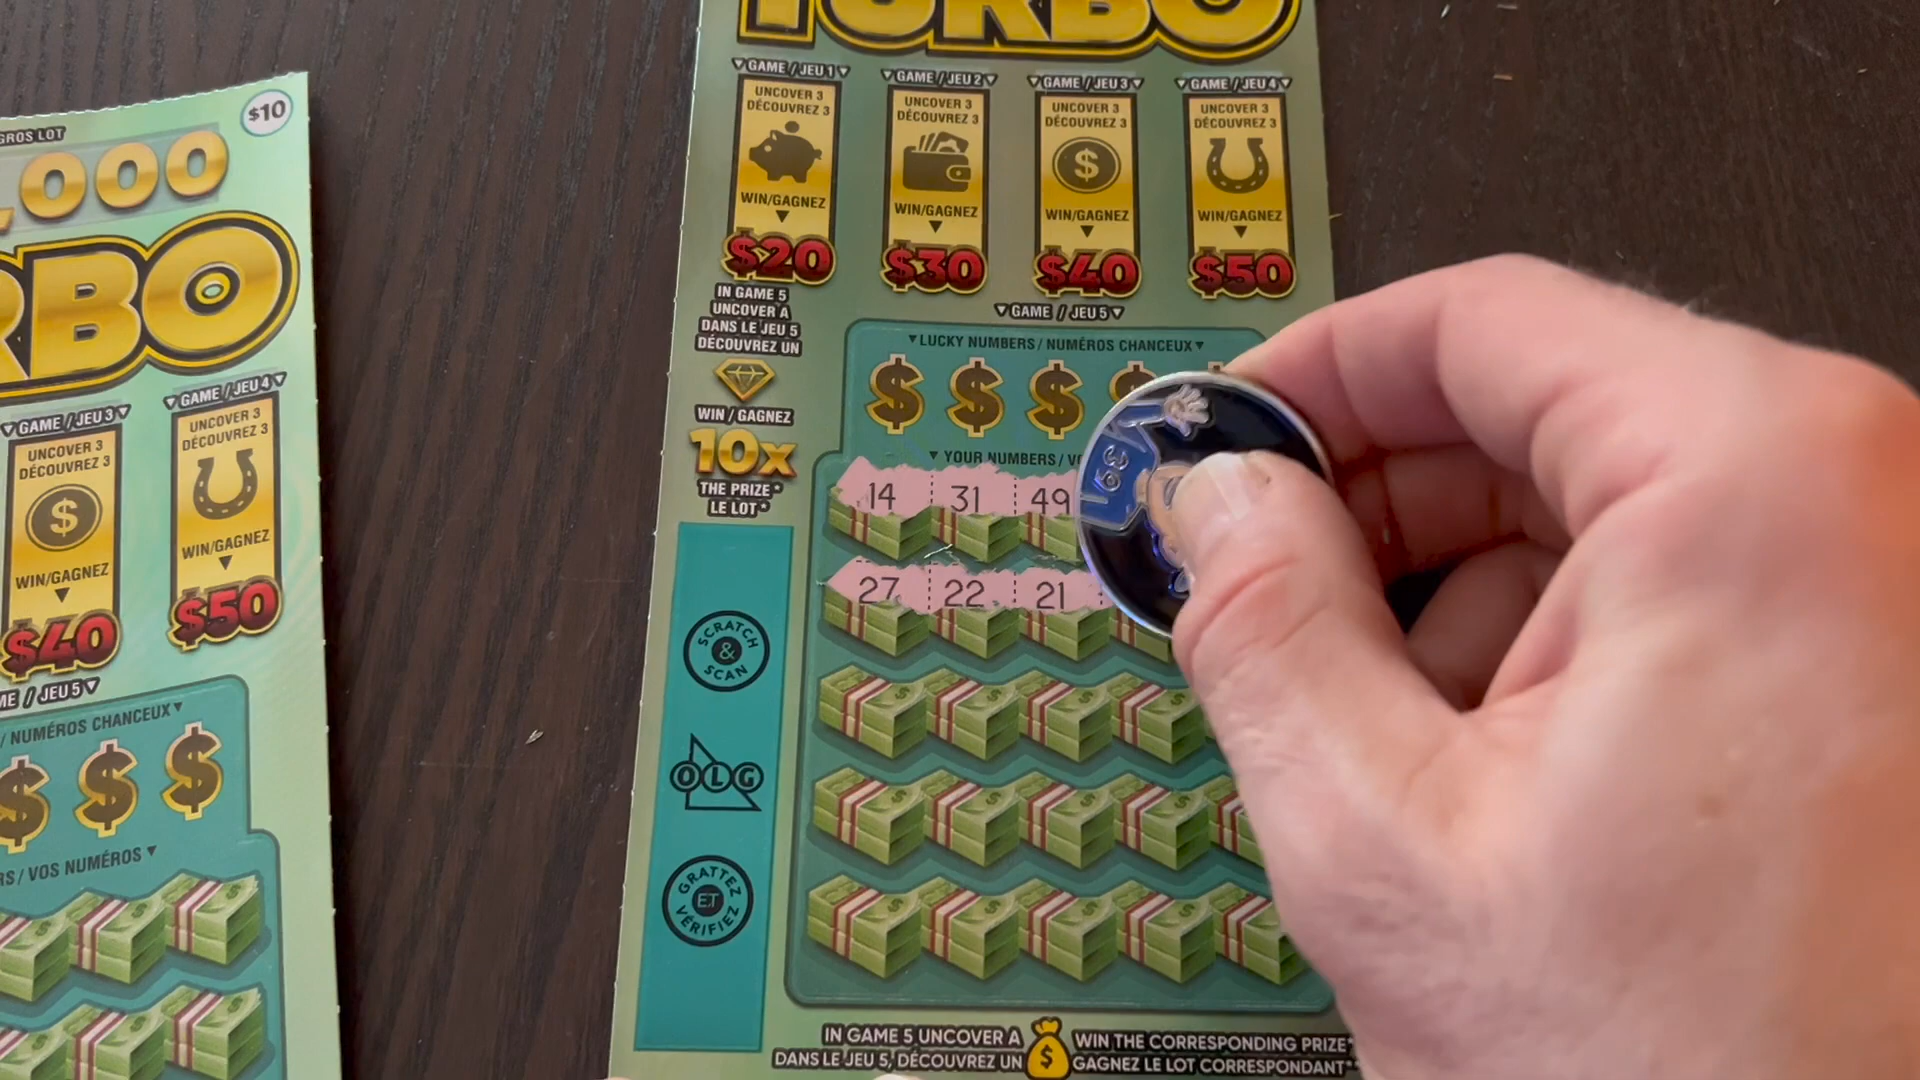 GROS LOT
$10
,000
RBO
GAME / JEU 3
UNCOVER 3
DÉCOUVREZ 3
$
WIN/GAGNEZ
$40
GAME / JEU 4
UNCOVER 3
DÉCOUVREZ 3
WIN/GAGNEZ
$50
/ JEU 5
/ NUMÉROS CHANCEUX
$ $ $
/ VOS NUMÉROS
TURBO
GAME / JEU 1
UNCOVER 3
DÉCOUVREZ 3
WIN/GAGNEZ
$20
GAME / JEU 2
UNCOVER 3
DÉCOUVREZ 3
WIN/GAGNEZ
$30
GAME / JEU 3
UNCOVER 3
DÉCOUVREZ 3
$
WIN/GAGNEZ
$40
GAME / JEU 4
UNCOVER 3
DÉCOUVREZ 3
WIN/GAGNEZ
$50
IN GAME 5
UNCOVER A
DANS LE JEU 5
DÉCOUVREZ UN
WIN / GAGNEZ
10X
THE PRIZE*
LE LOT*
SCRATCH
&
SCAN
OLG
GRATTEZ
ET
VÉRIFIEZ
GAME / JEU 5
LUCKY NUMBERS / NUMÉROS CHANCEUX
$ $ $ $
YOUR NUMBERS /
14 31 49
27 22 21
39
IN GAME 5 UNCOVER A $ WIN THE CORRESPONDING PRIZE*
DANS LE JEU 5, DÉCOUVREZ UN GAGNEZ LE LOT CORRESPONDANT*